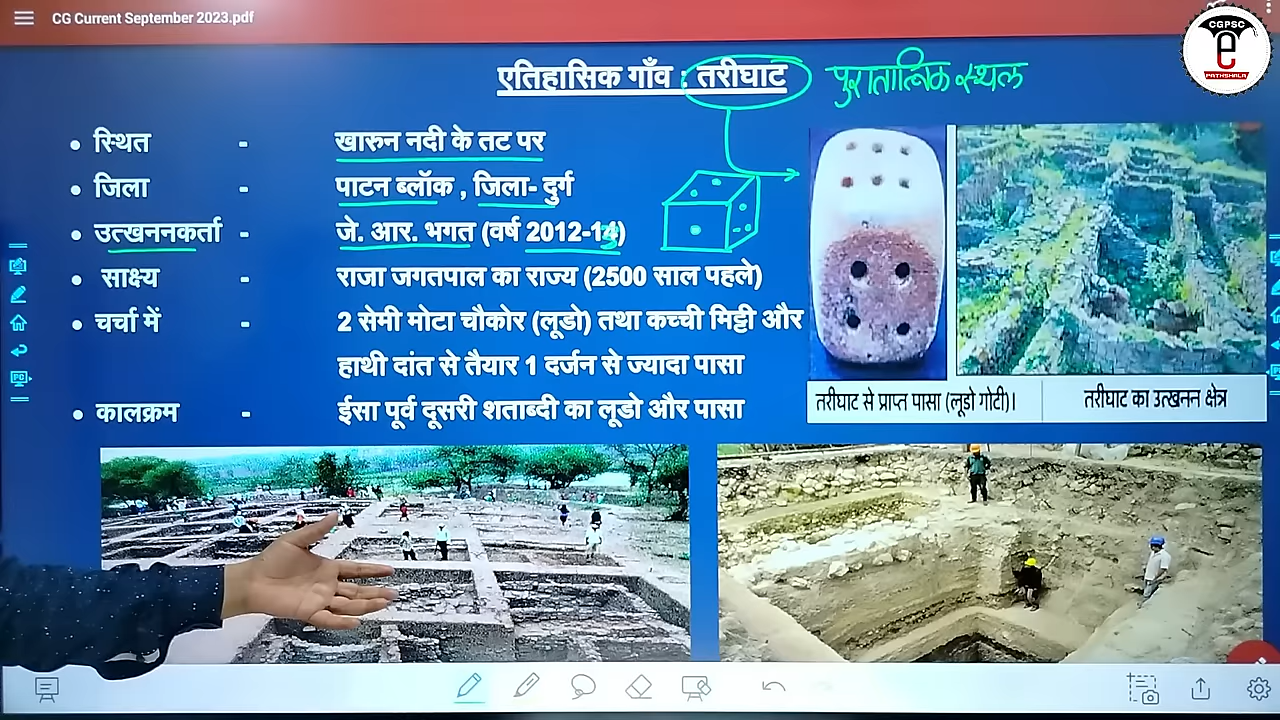 CG Current September 2023.pdf
CGPSC
e
PATHSHALA
एतिहासिक गाँव : तरीघाट पुरातात्विक स्थल
• स्थित - खारुन नदी के तट पर
• जिला - पाटन ब्लॉक , जिला- दुर्ग
• उत्खननकर्ता - जे. आर. भगत (वर्ष 2012-13)
• साक्ष्य - राजा जगतपाल का राज्य (2500 साल पहले)
• चर्चा में - 2 सेमी मोटा चौकोर (लूडो) तथा कच्ची मिट्टी और
हाथी दांत से तैयार 1 दर्जन से ज्यादा पासा
• कालक्रम - ईसा पूर्व दूसरी शताब्दी का लूडो और पासा
तरीघाट से प्राप्त पासा (लूडो गोटी)।
तरीघाट का उत्खनन क्षेत्र
PC